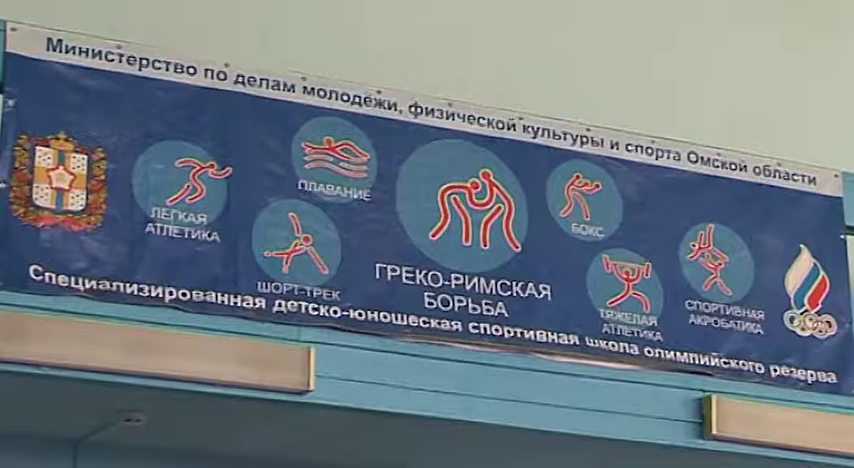 Министерство по делам молодёжи, физической культуры и спорта Омской области
ЛЕГКАЯ
АТЛЕТИКА
ПЛАВАНИЕ
ШОРТ-ТРЕК
ГРЕКО-РИМСКАЯ
БОРЬБА
БОКС
ТЯЖЕЛАЯ
АТЛЕТИКА
СПОРТИВНАЯ
АКРОБАТИКА
Специализированная детско-юношеская спортивная школа олимпийского резерва